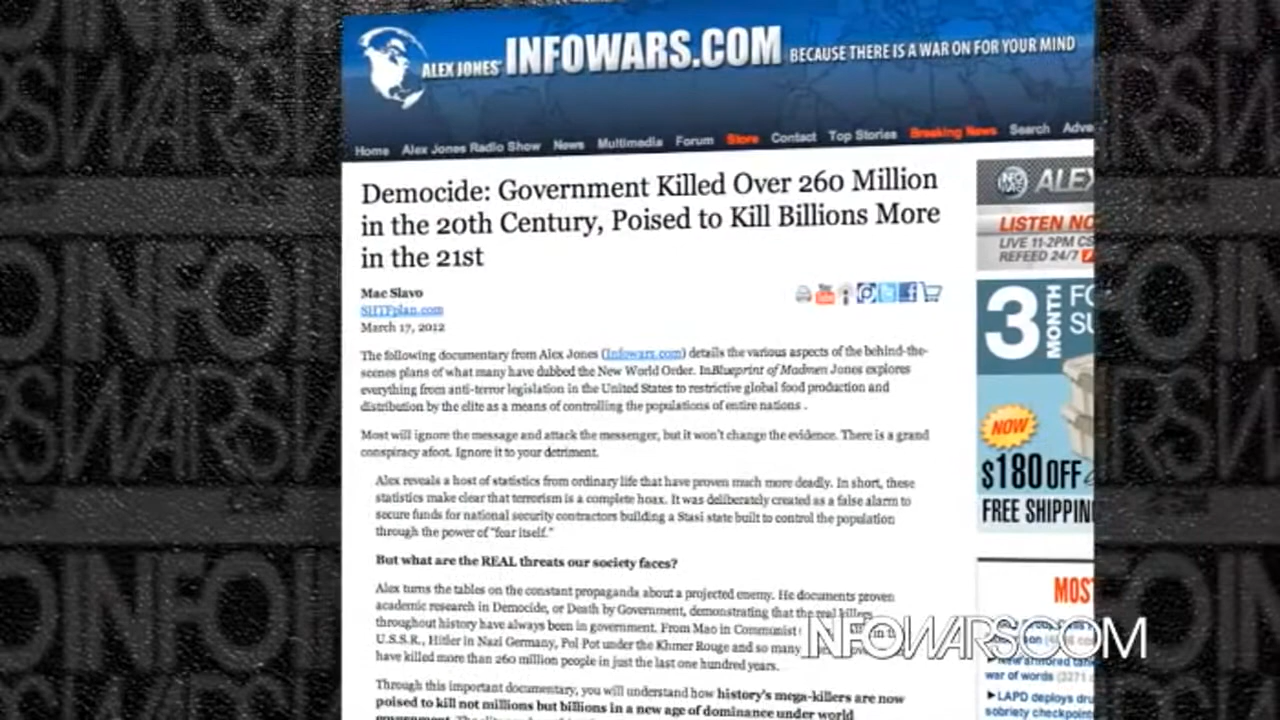 ALEX JONES' INFOWARS.COM BECAUSE THERE IS A WAR ON FOR YOUR MIND
Home Alex Jones Radio Show News Multimedia Forum Store Contact Top Stories Breaking News Search Adve
Democide: Government Killed Over 260 Million
in the 20th Century, Poised to Kill Billions More
in the 21st
Mac Slavo
SHTFplan.com
March 17, 2012
The following documentary from Alex Jones (Infowars.com) details the various aspects of the behind-the-
scenes plans of what many have dubbed the New World Order. InBlueprint of Madmen Jones explores
everything from anti-terror legislation in the United States to restrictive global food production and
distribution by the elite as a means of controlling the populations of entire nations .
Most will ignore the message and attack the messenger, but it won't change the evidence. There is a grand
conspiracy afoot. Ignore it to your detriment.
Alex reveals a host of statistics from ordinary life that have proven much more deadly. In short, these
statistics make clear that terrorism is a complete hoax. It was deliberately created as a false alarm to
secure funds for national security contractors building a Stasi state built to control the population
through the power of "fear itself."
But what are the REAL threats our society faces?
Alex turns the tables on the constant propaganda about a projected enemy. He documents proven
academic research in Democide, or Death by Government, demonstrating that the real killers
throughout history have always been in government. From Mao in Communist
U.S.S.R., Hitler in Nazi Germany, Pol Pot under the Khmer Rouge and so many
have killed more than 260 million people in just the last one hundred years.
Through this important documentary, you will understand how history's mega-killers are now
poised to kill not millions but billions in a new age of dominance under world
government.
ALEX
LISTEN NO
LIVE 11-2PM CS
REFEED 24/7
3 MONTH FO
SU
NOW
$180 OFF
FREE SHIPPIN
MOS
New armored tank
war of words
LAPD deploys dru
sobriety checkpoint
INFOWARS.COM